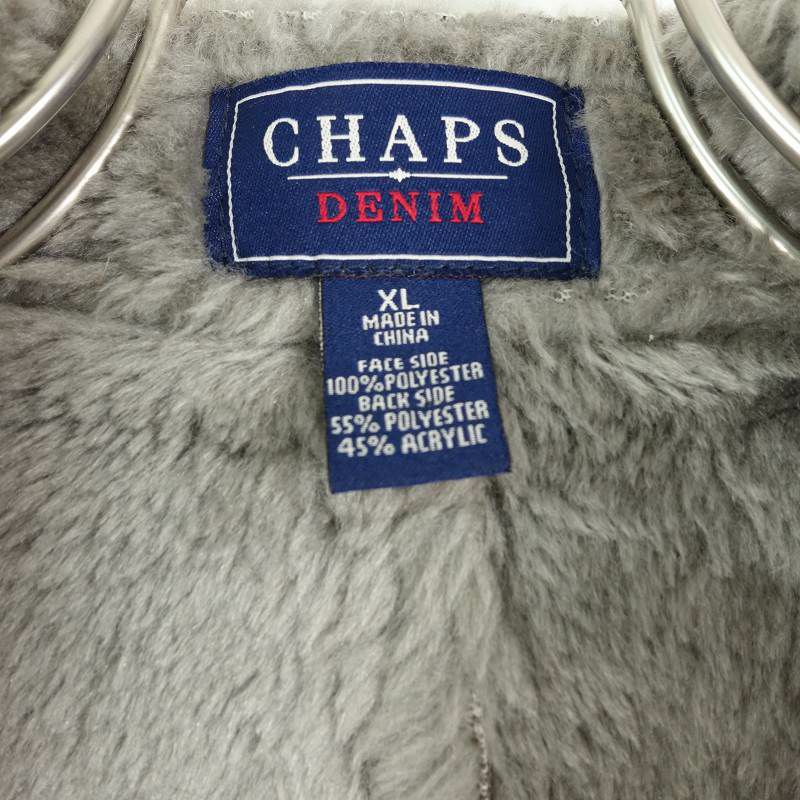 CHAPS
DENIM
XL
MADE IN
CHINA
FACE SIDE
100%POLYESTER
BACK SIDE
55% POLYESTER
45% ACRYLIC